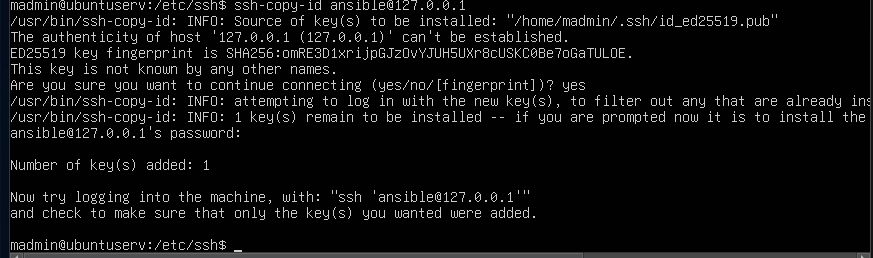 madmin@ubuntuserv:/etc/ssh$ ssh-copy-id ansible@127.0.0.1
/usr/bin/ssh-copy-id: INFO: Source of key(s) to be installed: "/home/madmin/.ssh/id_ed25519.pub"
The authenticity of host '127.0.0.1 (127.0.0.1)' can't be established.
ED25519 key fingerprint is SHA256:omRE3D1xrijpGJzOvYJUH5UXr8cUSKC0Be7oGaTULOE.
This key is not known by any other names.
Are you sure you want to continue connecting (yes/no/[fingerprint])? yes
/usr/bin/ssh-copy-id: INFO: attempting to log in with the new key(s), to filter out any that are already ins
/usr/bin/ssh-copy-id: INFO: 1 key(s) remain to be installed -- if you are prompted now it is to install the
ansible@127.0.0.1's password:
Number of key(s) added: 1
Now try logging into the machine, with: "ssh 'ansible@127.0.0.1'"
and check to make sure that only the key(s) you wanted were added.
madmin@ubuntuserv:/etc/ssh$ _